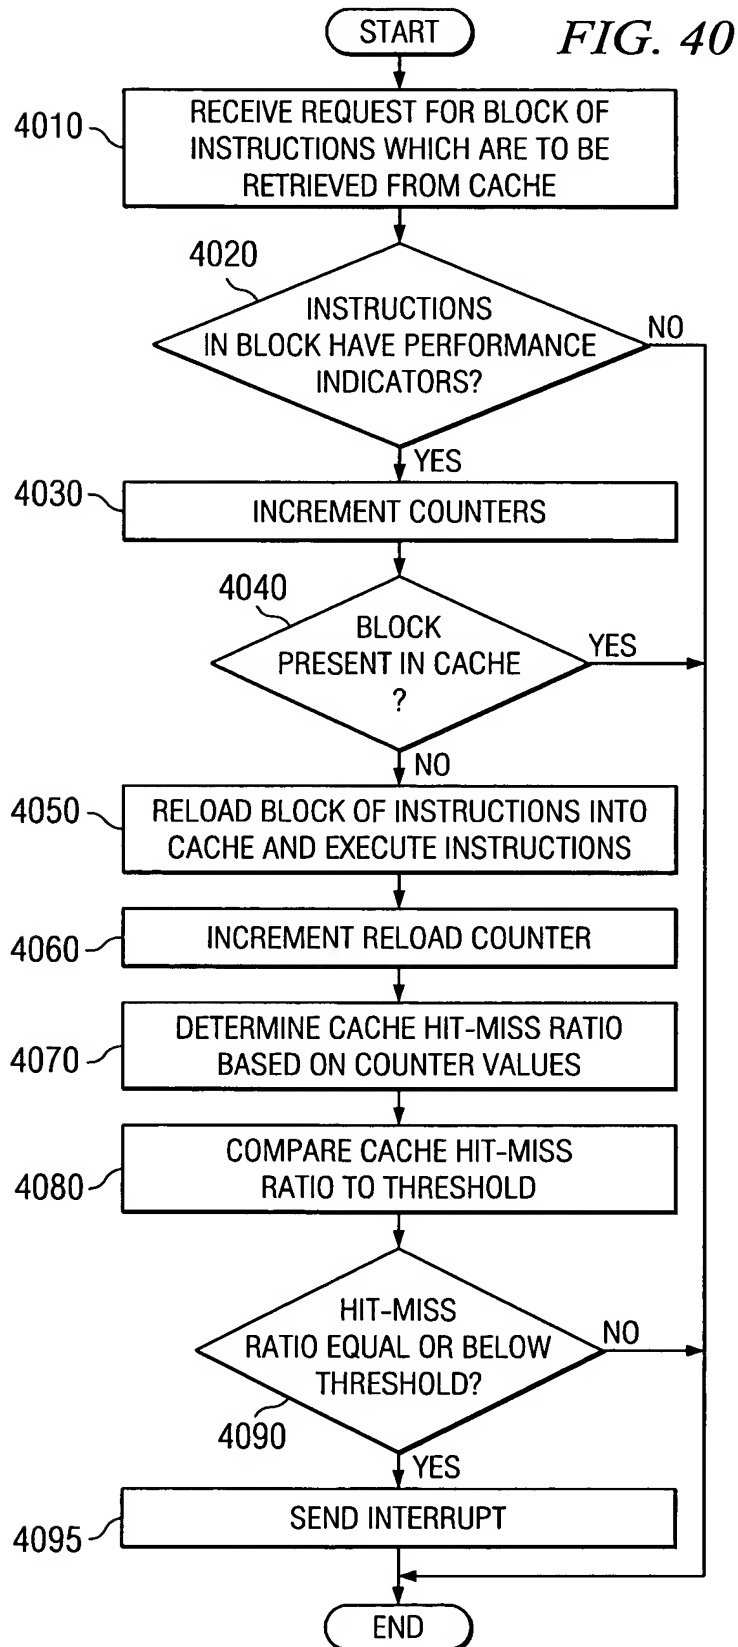 START
FIG. 40
4010
RECEIVE REQUEST FOR BLOCK OF
INSTRUCTIONS WHICH ARE TO BE
RETRIEVED FROM CACHE
4020
INSTRUCTIONS
IN BLOCK HAVE PERFORMANCE
INDICATORS?
NO
YES
4030
INCREMENT COUNTERS
4040
BLOCK
PRESENT IN CACHE
?
YES
NO
4050
RELOAD BLOCK OF INSTRUCTIONS INTO
CACHE AND EXECUTE INSTRUCTIONS
4060
INCREMENT RELOAD COUNTER
4070
DETERMINE CACHE HIT-MISS RATIO
BASED ON COUNTER VALUES
4080
COMPARE CACHE HIT-MISS
RATIO TO THRESHOLD
HIT-MISS
RATIO EQUAL OR BELOW
THRESHOLD?
NO
4090
YES
4095
SEND INTERRUPT
END